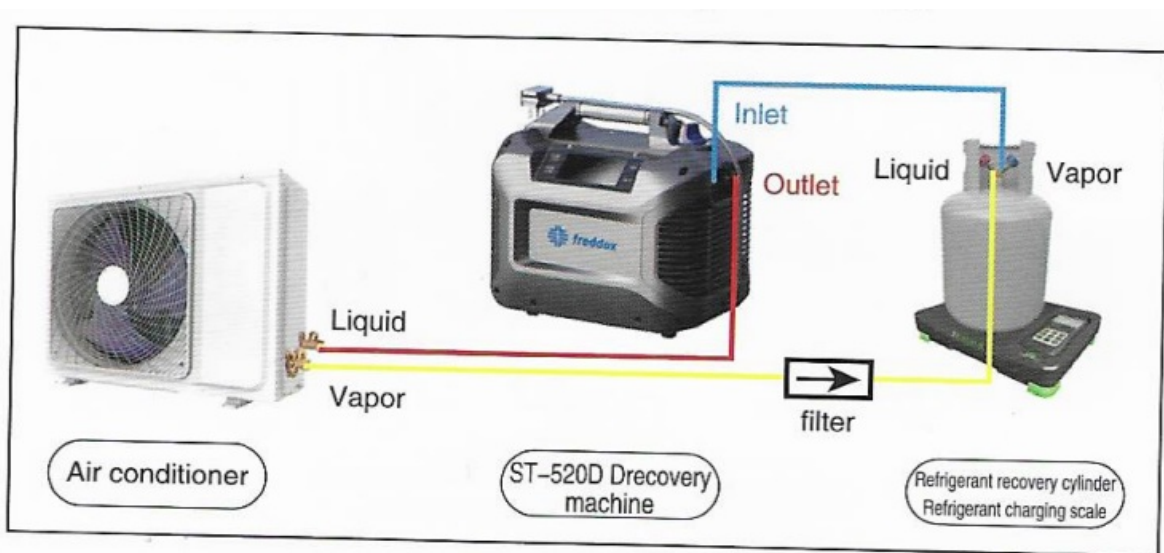 Inlet
Outlet
Liquid
Vapor
freddox
Liquid
Vapor
filter
Air conditioner
ST-520D Drecovery
machine
Refrigerant recovery cylinder
Refrigerant charging scale